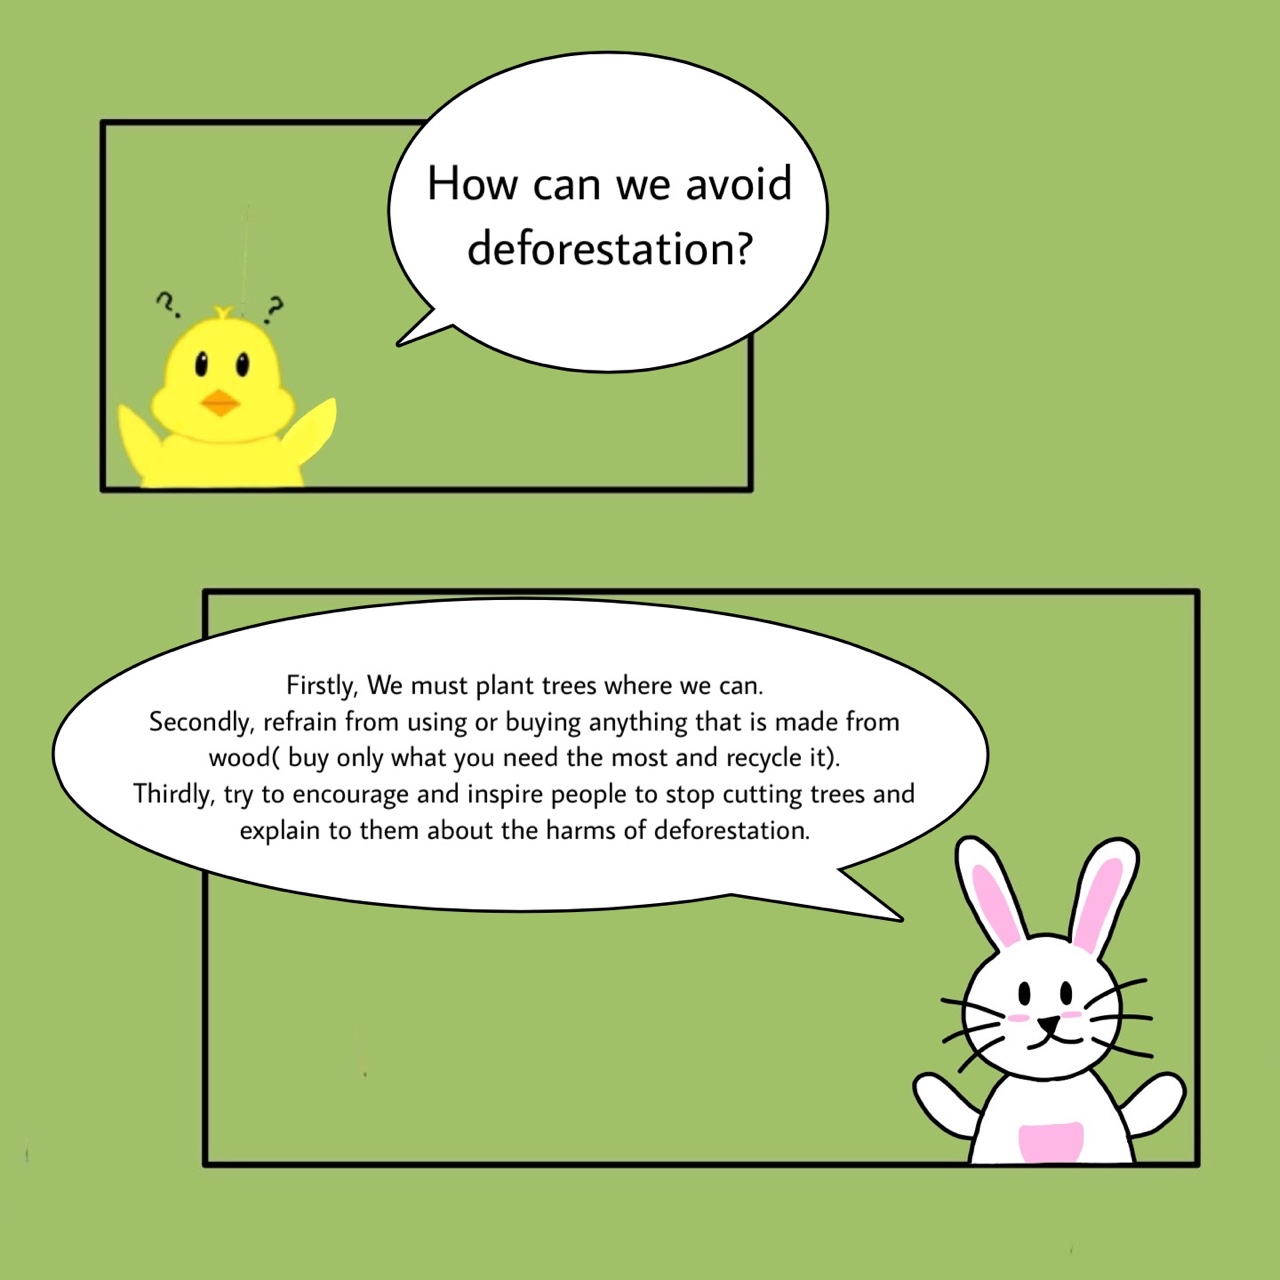 How can we avoid
deforestation?
? ?
Firstly, We must plant trees where we can.
Secondly, refrain from using or buying anything that is made from
wood( buy only what you need the most and recycle it).
Thirdly, try to encourage and inspire people to stop cutting trees and
explain to them about the harms of deforestation.